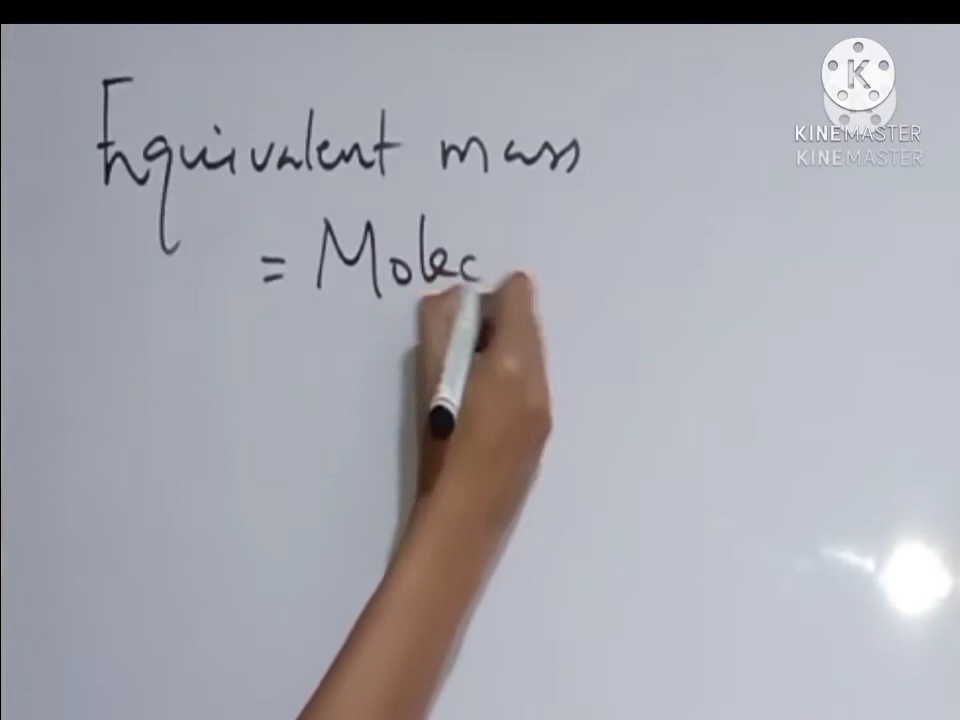 Equivalent mass
= Molec
K
KINEMASTER
KINEMASTER